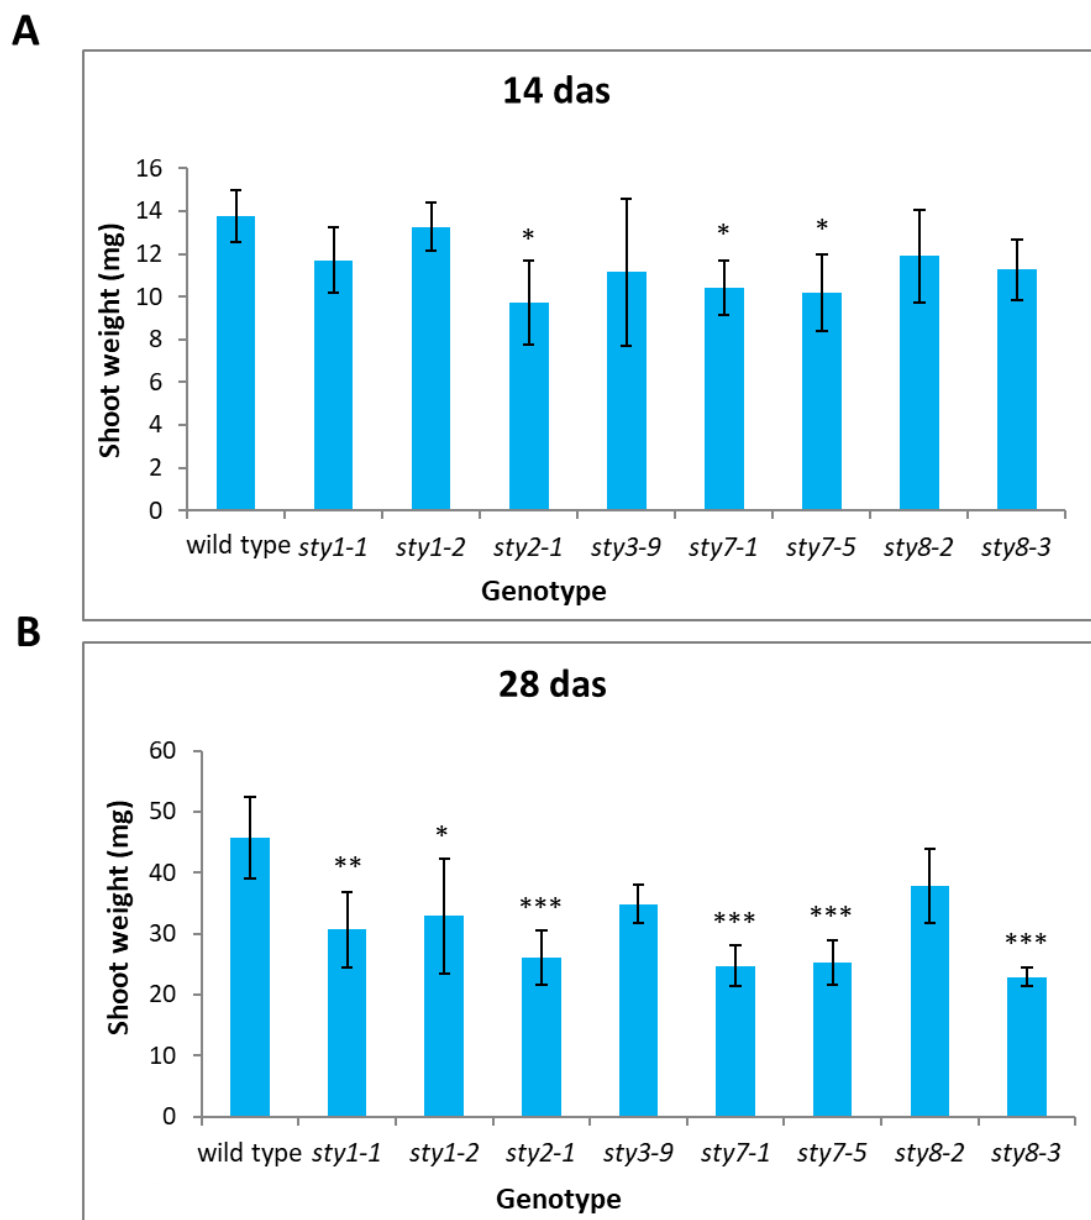 A
14 das
Shoot weight (mg)
16
14
12
10
8
6
4
2
0
*
*
*
wild type sty1-1 sty1-2 sty2-1 sty3-9 sty7-1 sty7-5 sty8-2 sty8-3
Genotype
B
28 das
Shoot weight (mg)
60
50
40
30
20
10
0
**
*
***
***
***
***
wild type sty1-1 sty1-2 sty2-1 sty3-9 sty7-1 sty7-5 sty8-2 sty8-3
Genotype